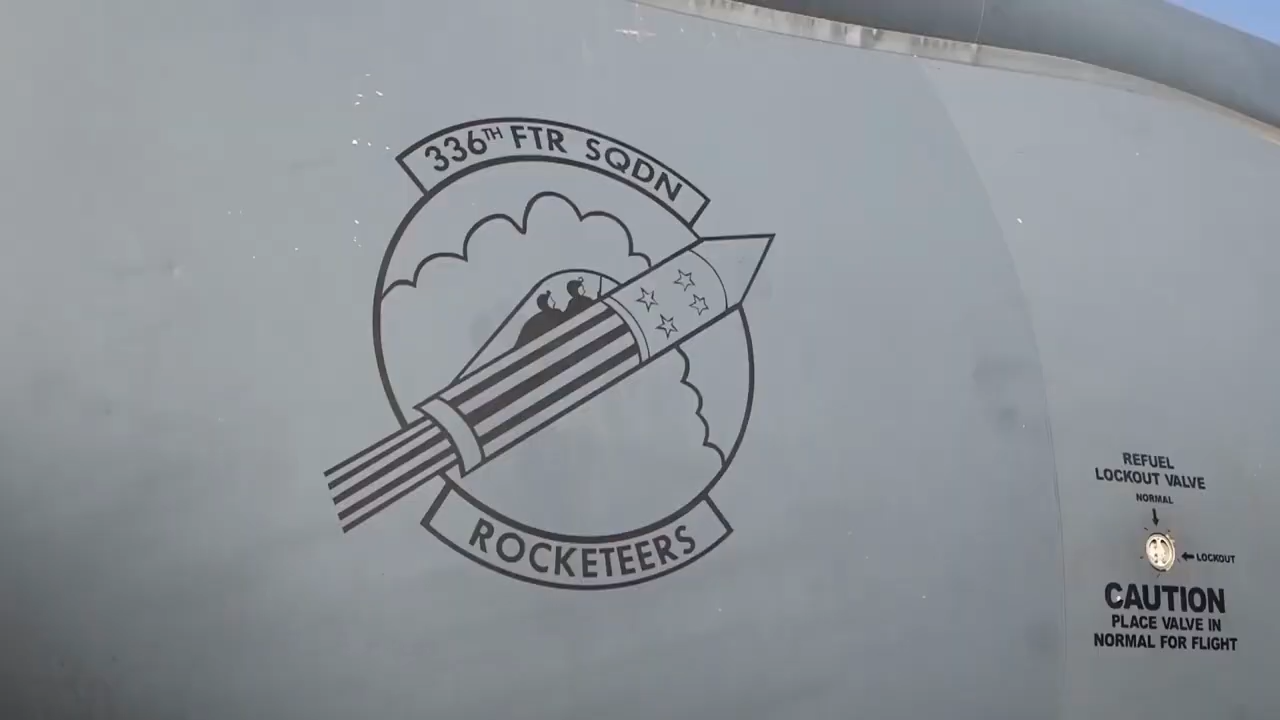 336TH FTR SQDN
ROCKETEERS
REFUEL
LOCKOUT VALVE
NORMAL
LOCKOUT
CAUTION
PLACE VALVE IN
NORMAL FOR FLIGHT